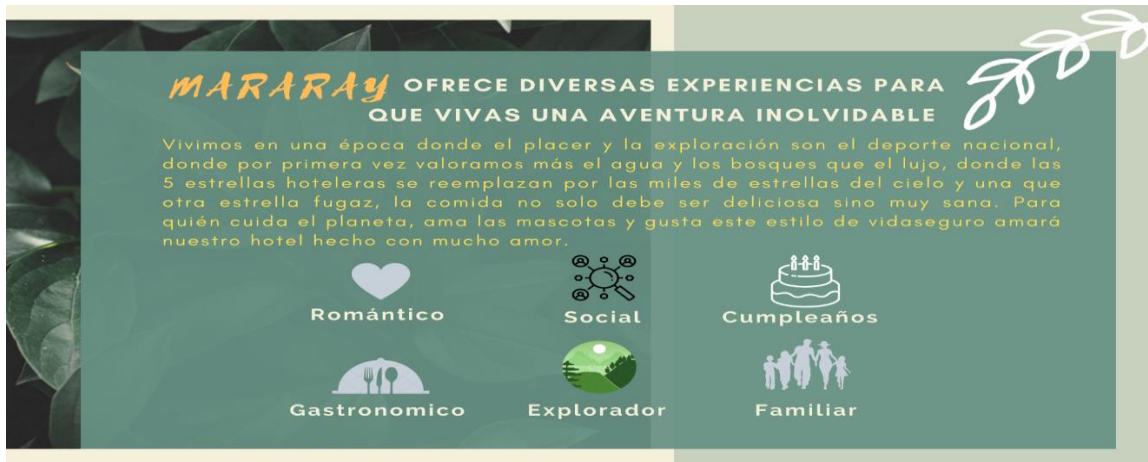 MARARAY OFRECE DIVERSAS EXPERIENCIAS PARA
QUE VIVAS UNA AVENTURA INOLVIDABLE
Vivimos en una época donde el placer y la exploración son el deporte nacional,
donde por primera vez valoramos más el agua y los bosques que el lujo, donde las
5 estrellas hoteleras se reemplazan por las miles de estrellas del cielo y una que
otra estrella fugaz, la comida no solo debe ser deliciosa sino muy sana. Para
quién cuida el planeta, ama las mascotas y gusta este estilo de vidaseguro amará
nuestro hotel hecho con mucho amor.
Romántico
Social
Cumpleaños
Gastronomico
Explorador
Familiar